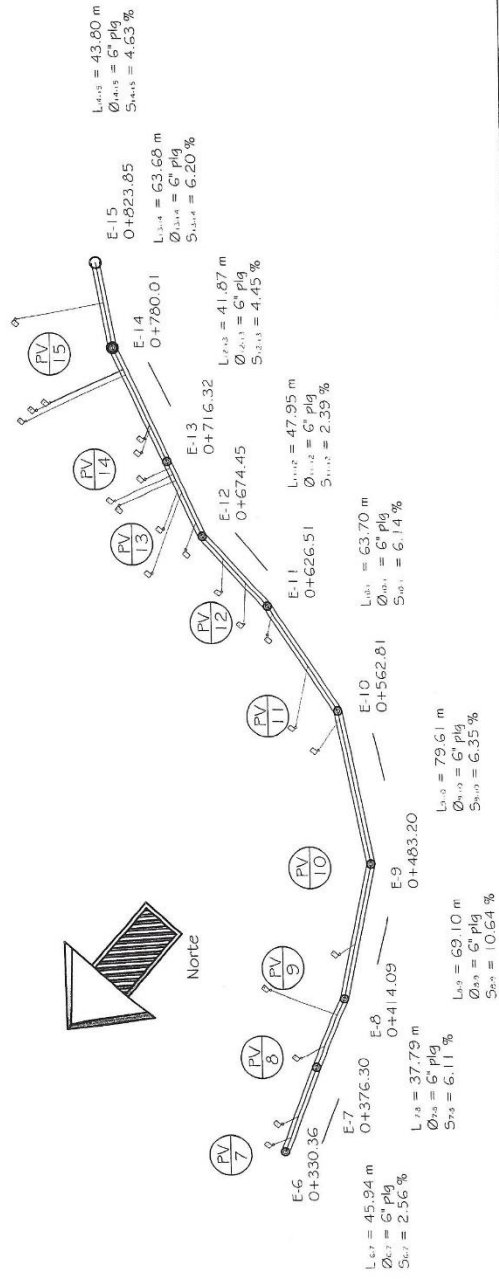 PV
7
PV
8
PV
9
PV
10
PV
11
PV
12
PV
13
PV
14
PV
15
Norte
E-6
0+330.36
E-7
0+376.30
E-8
0+414.09
E-9
0+483.20
E-10
0+562.81
E-11
0+626.51
E-12
0+674.45
E-13
0+716.32
E-14
0+780.01
E-15
0+823.85
L6-7 = 45.94 m
Ø6-7 = 6" plg
S6-7 = 2.56 %
L7-8 = 37.79 m
Ø7-8 = 6" plg
S7-8 = 6.11 %
L8-9 = 69.10 m
Ø8-9 = 6" plg
S8-9 = 10.64 %
L9-10 = 79.61 m
Ø9-10 = 6" plg
S9-10 = 6.35 %
L10-1 = 63.70 m
Ø10-1 = 6" plg
S10-1 = 6.14 %
L11-12 = 47.95 m
Ø11-12 = 6" plg
S11-12 = 2.39 %
L12-13 = 41.87 m
Ø12-13 = 6" plg
S12-13 = 4.45 %
L13-14 = 63.68 m
Ø13-14 = 6" plg
S13-14 = 6.20 %
L14-15 = 43.80 m
Ø14-15 = 6" plg
S14-15 = 4.63 %